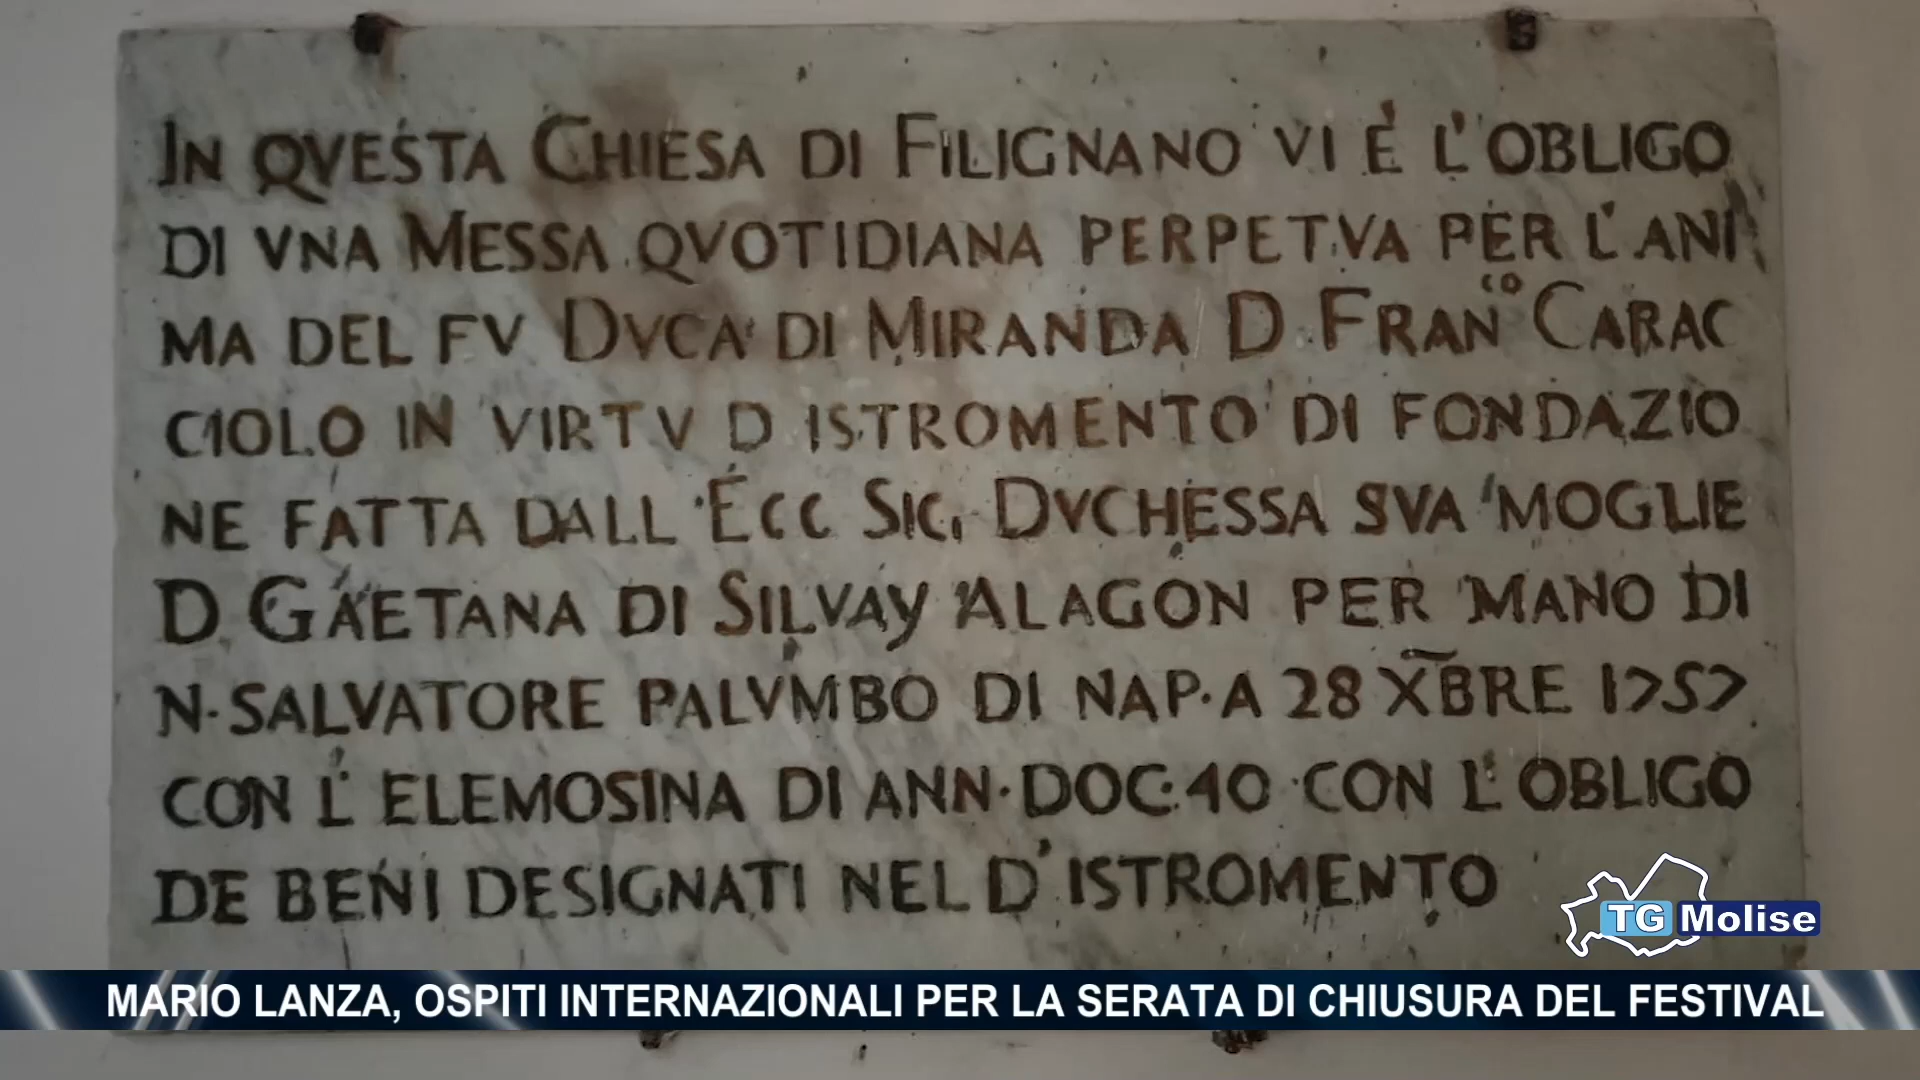 IN QVESTA CHIESA DI FILIGNANO VI É L'OBLIGO
DI VNA MESSA QVOTIDIANA PERPETVA PER L'ANI
MA DEL FV DVCA DI MIRANDA D FRANCO CARAC
CIOLO IN VIRTV D ISTROMENTO DI FONDAZIO
NE FATTA DALL ECC SIG. DVCHESSA SVA MOGLIE
D. GAETANA DI SILVAY ALAGON PER MANO DI
N·SALVATORE PALVMBO DI NAP·A 28 XBRE 1757
CON L'ELEMOSINA DI ANN·DOC·40 CON L'OBLIGO
DE BENI DESIGNATI NEL D'ISTROMENTO
TG Molise
MARIO LANZA, OSPITI INTERNAZIONALI PER LA SERATA DI CHIUSURA DEL FESTIVAL